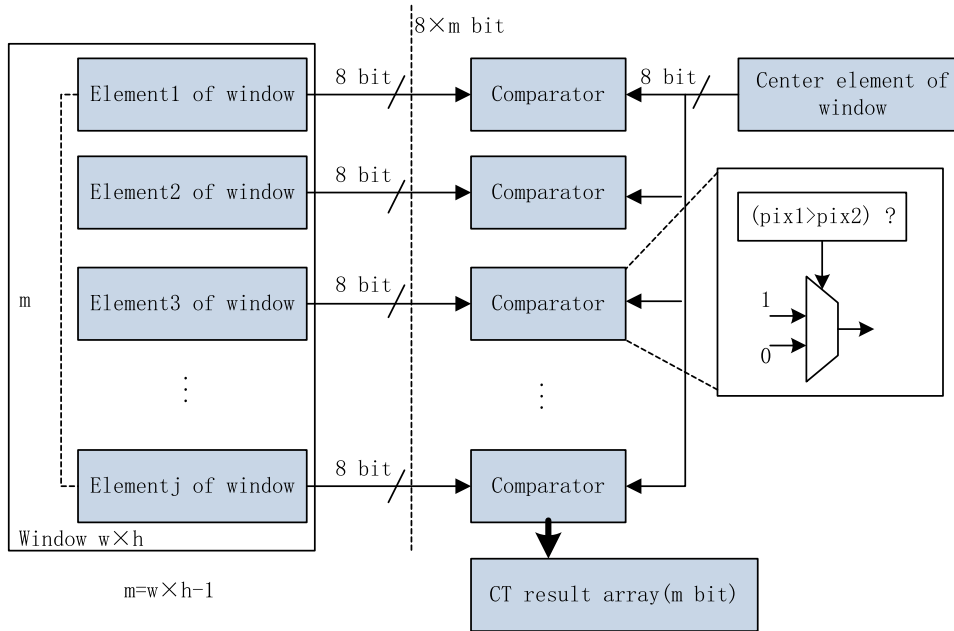 8×m bit
Element1 of window
8 bit
Comparator
8 bit
Center element of
window
Element2 of window
8 bit
Comparator
(pix1>pix2) ?
m
Element3 of window
8 bit
Comparator
1
0
⋮
⋮
Elementj of window
8 bit
Comparator
Window w×h
m=w×h-1
CT result array(m bit)